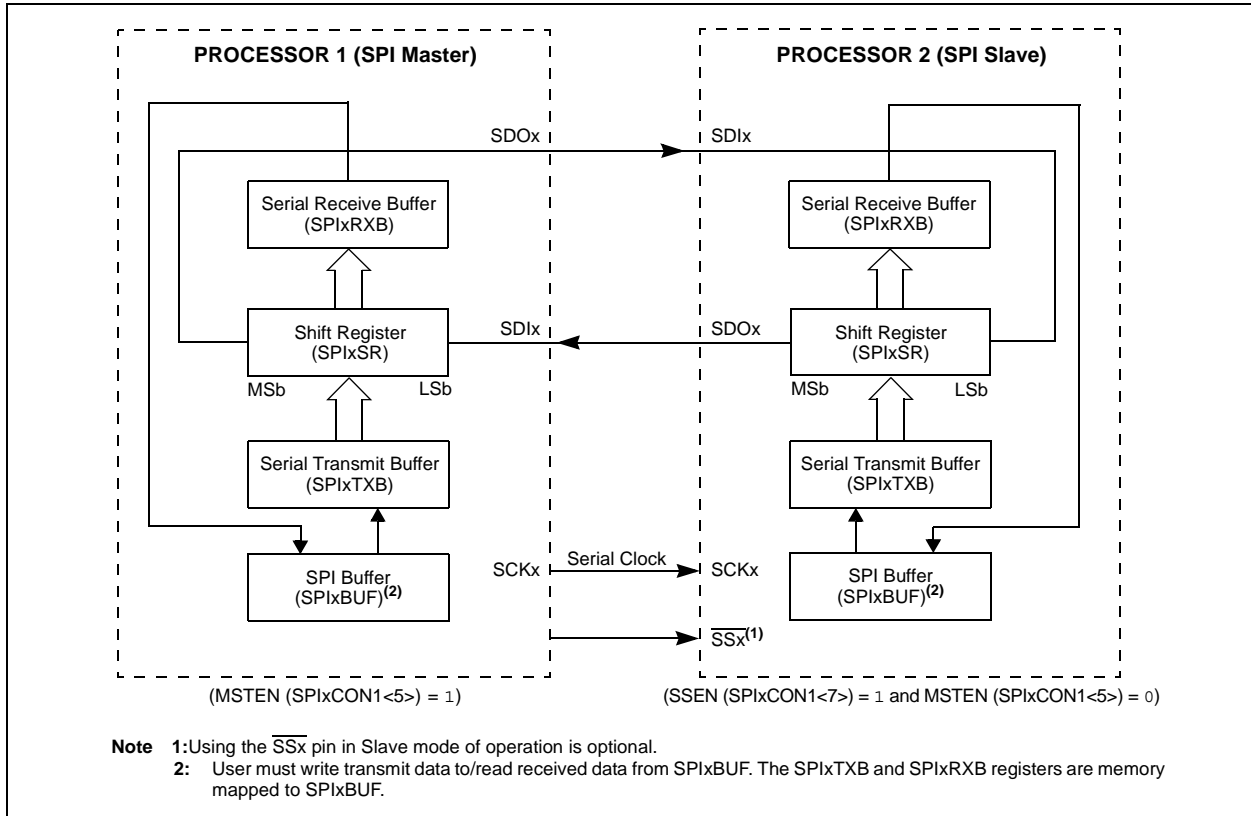 PROCESSOR 1 (SPI Master)
PROCESSOR 2 (SPI Slave)
SDOx
SDIx
Serial Receive Buffer
(SPIxRXB)
Serial Receive Buffer
(SPIxRXB)
Shift Register
(SPIxSR)
SDIx
SDOx
Shift Register
(SPIxSR)
MSb
LSb
MSb
LSb
Serial Transmit Buffer
(SPIxTXB)
Serial Transmit Buffer
(SPIxTXB)
SPI Buffer
(SPIxBUF)(2)
SCKx
Serial Clock
SCKx
SPI Buffer
(SPIxBUF)(2)
SSx(1)
(MSTEN (SPIxCON1<5>) = 1)
(SSEN (SPIxCON1<7>) = 1 and MSTEN (SPIxCON1<5>) = 0)
Note 1:Using the SSx pin in Slave mode of operation is optional.
2: User must write transmit data to/read received data from SPIxBUF. The SPIxTXB and SPIxRXB registers are memory
mapped to SPIxBUF.